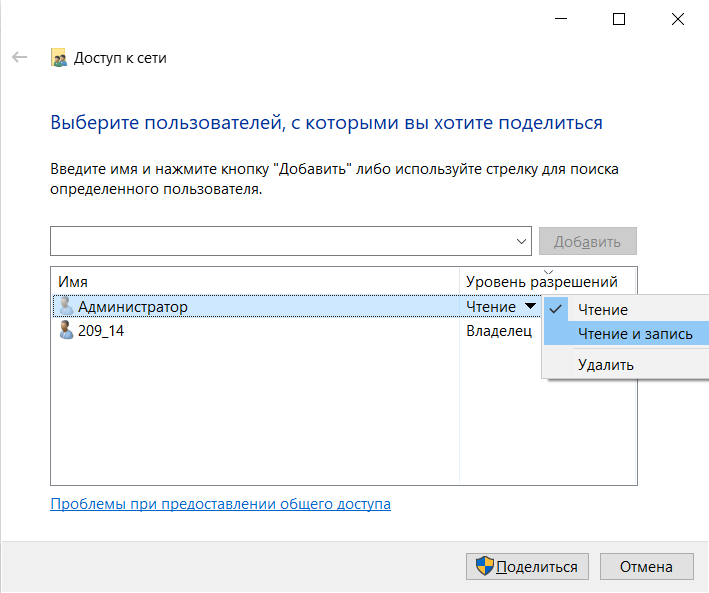 Доступ к сети
Выберите пользователей, с которыми вы хотите поделиться
Введите имя и нажмите кнопку "Добавить" либо используйте стрелку для поиска
определенного пользователя.
Добавить
Имя
Уровень разрешений
Администратор
Чтение
209_14
Владелец
Чтение
Чтение и запись
Удалить
Проблемы при предоставлении общего доступа
Поделиться
Отмена